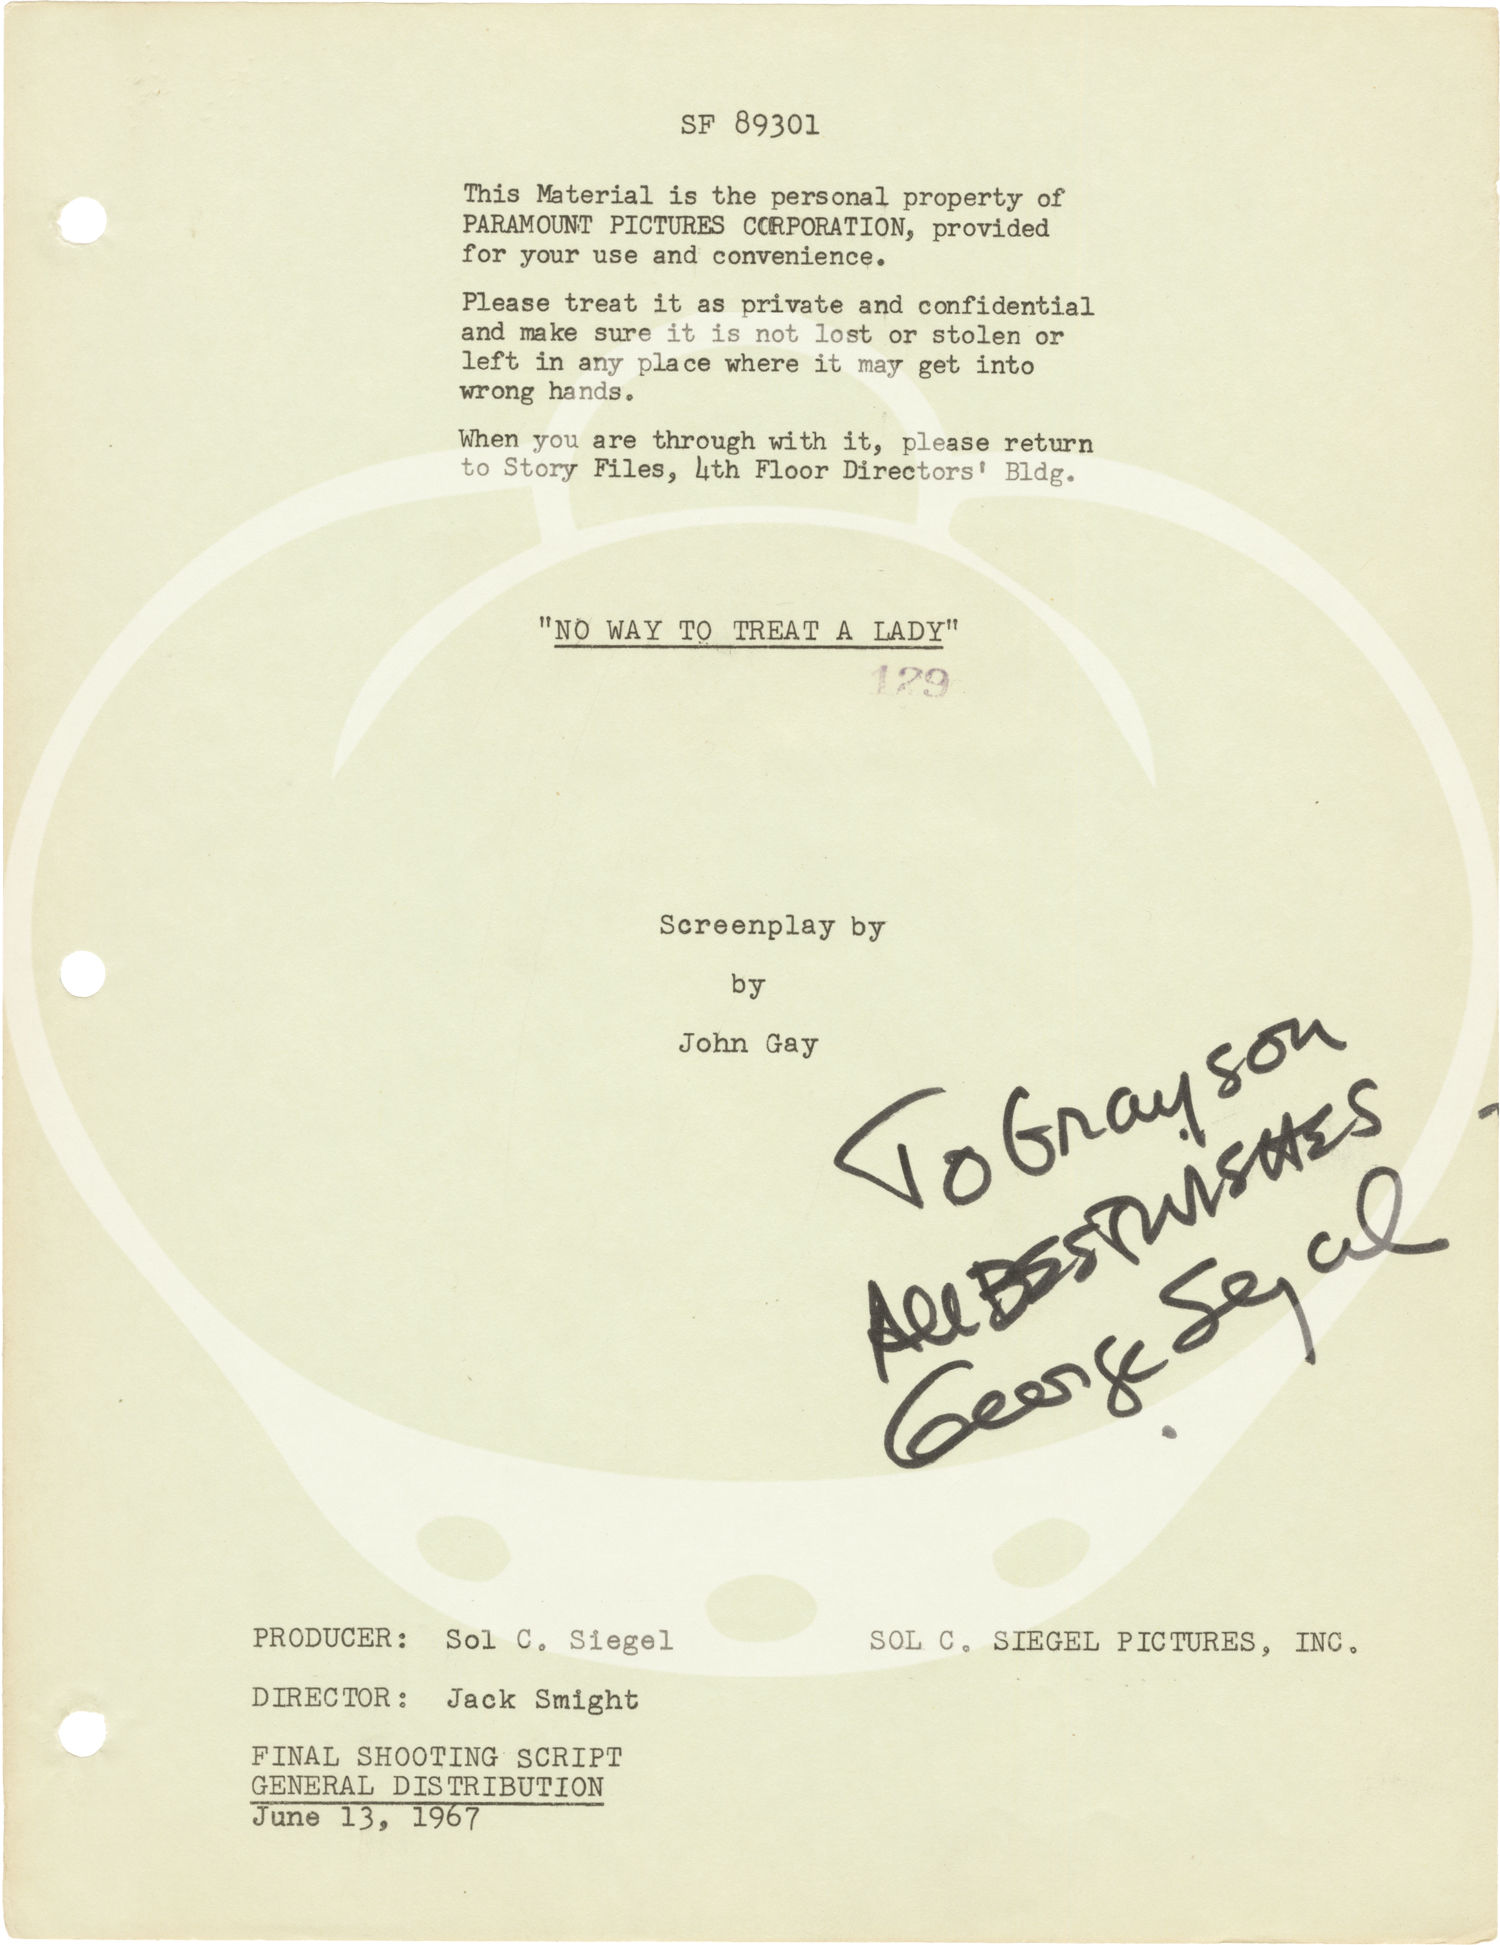 SF 89301
This Material is the personal property of
PARAMOUNT PICTURES CORPORATION, provided
for your use and convenience.
Please treat it as private and confidential
and make sure it is not lost or stolen or
left in any place where it may get into
wrong hands.
When you are through with it, please return
to Story Files, 4th Floor Directors' Bldg.
"NO WAY TO TREAT A LADY"
129
Screenplay by
by
John Gay
To Grayson
All BEST WISHES
George Segal
PRODUCER: Sol C. Siegel SOL C. SIEGEL PICTURES, INC.
DIRECTOR: Jack Smight
FINAL SHOOTING SCRIPT
GENERAL DISTRIBUTION
June 13, 1967